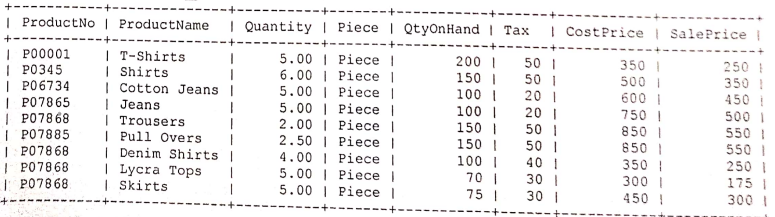 +-----------+--------------+----------+-------+-----------+------+-----------+-----------+
| ProductNo | ProductName | Quantity | Piece | QtyOnHand | Tax | CostPrice | SalePrice |
+-----------+--------------+----------+-------+-----------+------+-----------+-----------+
| P00001 | T-Shirts | 5.00 | Piece | 200 | 50 | 350 | 250 |
| P0345 | Shirts | 6.00 | Piece | 150 | 50 | 500 | 350 |
| P06734 | Cotton Jeans | 5.00 | Piece | 100 | 20 | 600 | 450 |
| P07865 | Jeans | 5.00 | Piece | 100 | 20 | 750 | 500 |
| P07868 | Trousers | 2.00 | Piece | 150 | 50 | 850 | 550 |
| P07885 | Pull Overs | 2.50 | Piece | 150 | 50 | 850 | 550 |
| P07868 | Denim Shirts | 4.00 | Piece | 100 | 40 | 350 | 250 |
| P07868 | Lycra Tops | 5.00 | Piece | 70 | 30 | 300 | 175 |
| P07868 | Skirts | 5.00 | Piece | 75 | 30 | 450 | 300 |
+-----------+--------------+----------+-------+-----------+------+-----------+-----------+